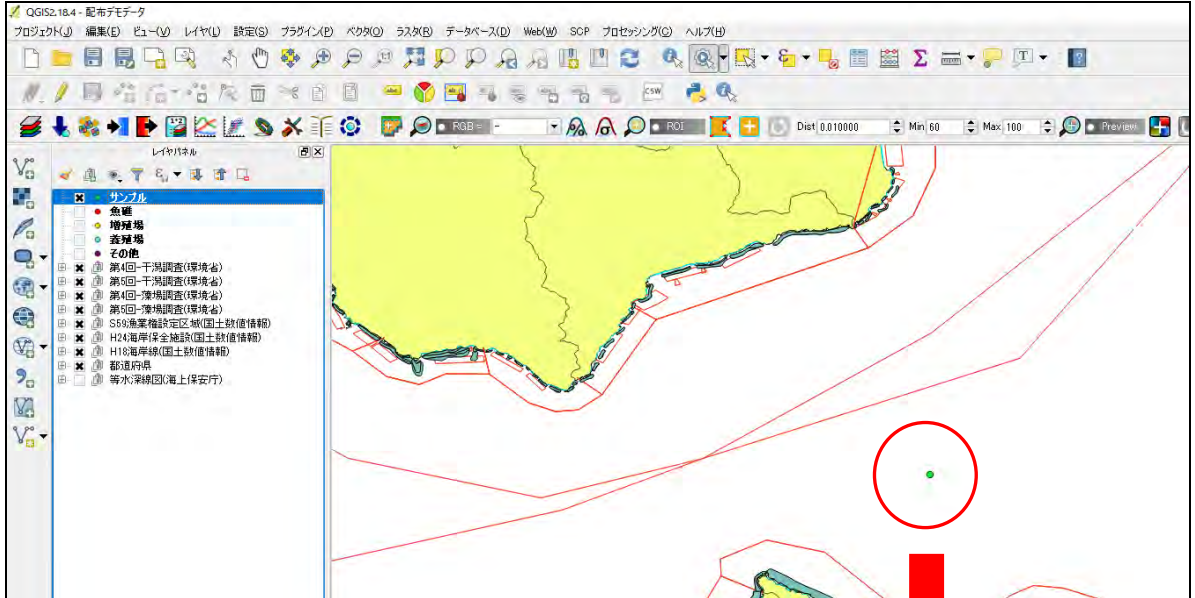 QGIS2.18.4 - 配布デモデータ
プロジェクト(J) 編集(E) ビュー(V) レイヤ(L) 設定(S) プラグイン(P) ベクタ(O) ラスタ(R) データベース(D) Web(W) SCP プロセッシング(C) ヘルプ(H)
CSW
RGB = -
ROI
Dist 0.010000
Min 60
Max 100
Preview
レイヤパネル
サンプル
魚礁
増殖場
養殖場
その他
第4回-干潟調査(環境省)
第5回-干潟調査(環境省)
第4回-藻場調査(環境省)
第5回-藻場調査(環境省)
S59漁業権設定区域(国土数値情報)
H24海岸保全施設(国土数値情報)
H18海岸線(国土数値情報)
都道府県
等水深線図(海上保安庁)